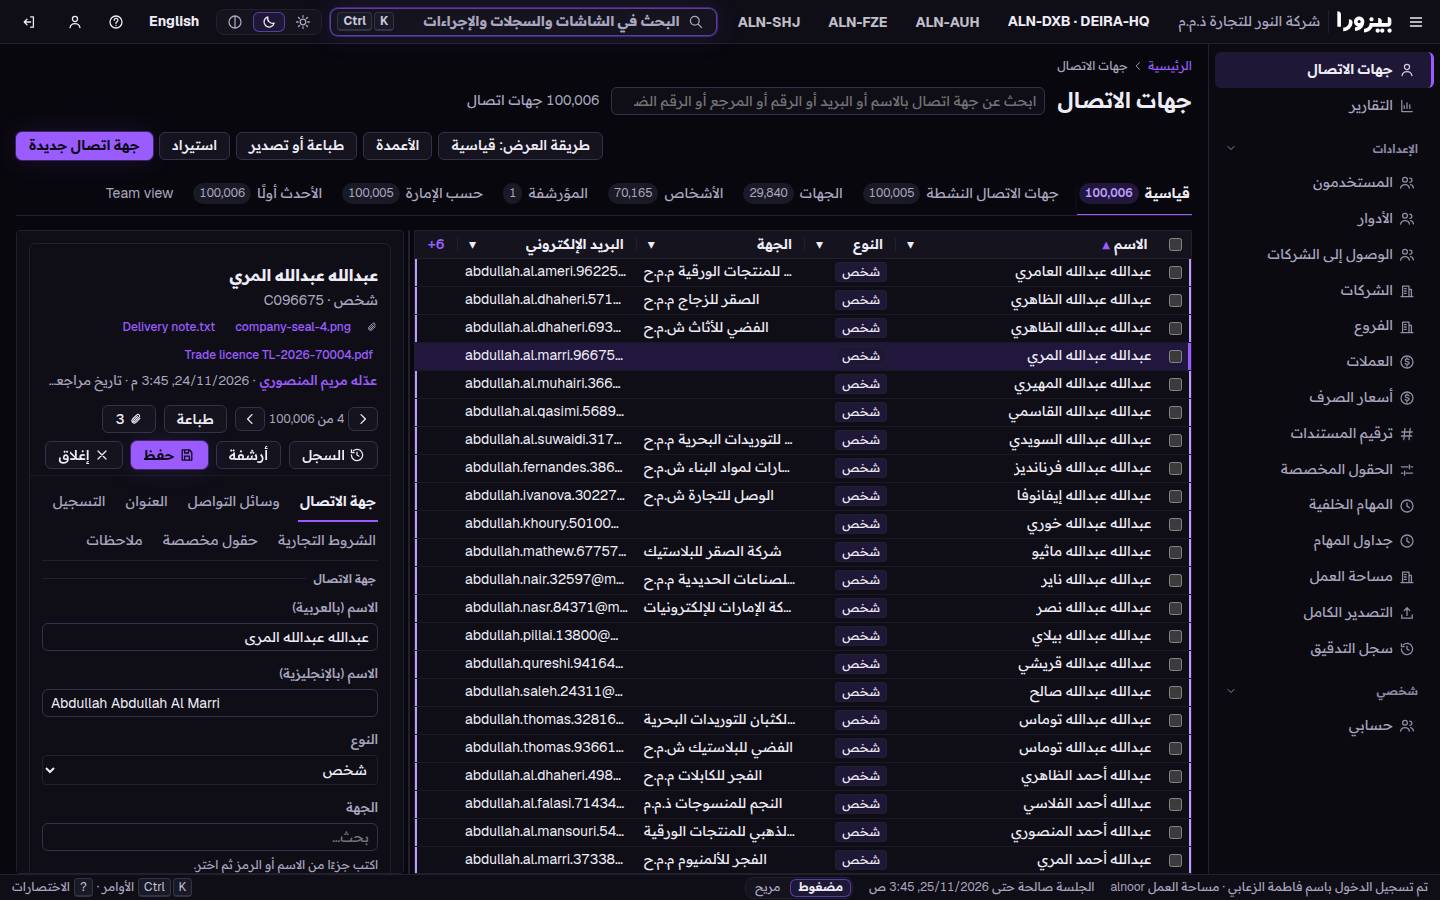 بيزورا
شركة النور للتجارة ذ.م.م
ALN-DXB · DEIRA-HQ
ALN-AUH
ALN-FZE
ALN-SHJ
البحث في الشاشات والسجلات والإجراءات
Ctrl K
English
جهات الاتصال
التقارير
الإعدادات
المستخدمون
الأدوار
الوصول إلى الشركات
الشركات
الفروع
العملات
أسعار الصرف
ترقيم المستندات
الحقول المخصصة
المهام الخلفية
جداول المهام
مساحة العمل
التصدير الكامل
سجل التدقيق
شخصي
حسابي
الرئيسية › جهات الاتصال
جهات الاتصال
ابحث عن جهة اتصال بالاسم أو البريد أو الرقم أو المرجع أو الرقم الض
100,006 جهات اتصال
طريقة العرض: قياسية
الأعمدة
طباعة أو تصدير
استيراد
جهة اتصال جديدة
قياسية 100,006
جهات الاتصال النشطة 100,005
الجهات 29,840
الأشخاص 70,165
المؤرشفة 1
حسب الإمارة 100,005
الأحدث أولًا 100,006
Team view
الاسم ▲ ▼ النوع ▼ الجهة ▼ البريد الإلكتروني ▼ +6
عبدالله عبدالله العامري شخص ... للمنتجات الورقية م.م.ح abdullah.al.ameri.96225...
عبدالله عبدالله الظاهري شخص الصقر للزجاج م.م.ح abdullah.al.dhaheri.571...
عبدالله عبدالله الظاهري شخص الفضي للأثاث ش.م.ح abdullah.al.dhaheri.693...
عبدالله عبدالله المري شخص abdullah.al.marri.96675...
عبدالله عبدالله المهيري شخص abdullah.al.muhairi.366...
عبدالله عبدالله القاسمي شخص abdullah.al.qasimi.5689...
عبدالله عبدالله السويدي شخص ... للتوريدات البحرية م.م.ح abdullah.al.suwaidi.317...
عبدالله عبدالله فرنانديز شخص ...ارات لمواد البناء ش.م.ح abdullah.fernandes.386...
عبدالله عبدالله إيفانوفا شخص الوصل للتجارة ش.م.ح abdullah.ivanova.30227...
عبدالله عبدالله خوري شخص abdullah.khoury.50100...
عبدالله عبدالله ماثيو شخص شركة الصقر للبلاستيك abdullah.mathew.67757...
عبدالله عبدالله ناير شخص ...لصناعات الحديدية م.م.ح abdullah.nair.32597@m...
عبدالله عبدالله نصر شخص ...كة الإمارات للإلكترونيات abdullah.nasr.84371@m...
عبدالله عبدالله بيلاي شخص abdullah.pillai.13800@...
عبدالله عبدالله قريشي شخص abdullah.qureshi.94164...
عبدالله عبدالله صالح شخص abdullah.saleh.24311@...
عبدالله عبدالله توماس شخص ...لكثبان للتوريدات البحرية abdullah.thomas.32816...
عبدالله عبدالله توماس شخص الفضي للبلاستيك ش.م.ح abdullah.thomas.93661...
عبدالله أحمد الظاهري شخص الفجر للكابلات م.م.ح abdullah.al.dhaheri.498...
عبدالله أحمد الفلاسي شخص النجم للمنسوجات ذ.م.م abdullah.al.falasi.71434...
عبدالله أحمد المنصوري شخص ...لذهبي للمنتجات الورقية abdullah.al.mansouri.54...
عبدالله أحمد المري شخص الفجر للألمنيوم م.م.ح abdullah.al.marri.37338...
عبدالله عبدالله المري
شخص · C096675
company-seal-4.png Delivery note.txt
Trade licence TL-2026-70004.pdf
عدّله مريم المنصوري · 24/11/2026, 3:45 م · تاريخ مراجع...
4 من 100,006
طباعة
3
السجل
أرشفة
حفظ
إغلاق
جهة الاتصال
وسائل التواصل
العنوان
التسجيل
الشروط التجارية
حقول مخصصة
ملاحظات
جهة الاتصال
الاسم (بالعربية)
عبدالله عبدالله المري
الاسم (بالإنجليزية)
Abdullah Abdullah Al Marri
النوع
شخص
الجهة
بحث...
اكتب جزءًا من الاسم أو الرمز ثم اختر.
تم تسجيل الدخول باسم فاطمة الزعابي · مساحة العمل alnoor
الجلسة صالحة حتى 25/11/2026, 3:45 ص
مضغوط
مريح
Ctrl K الأوامر · ? الاختصارات